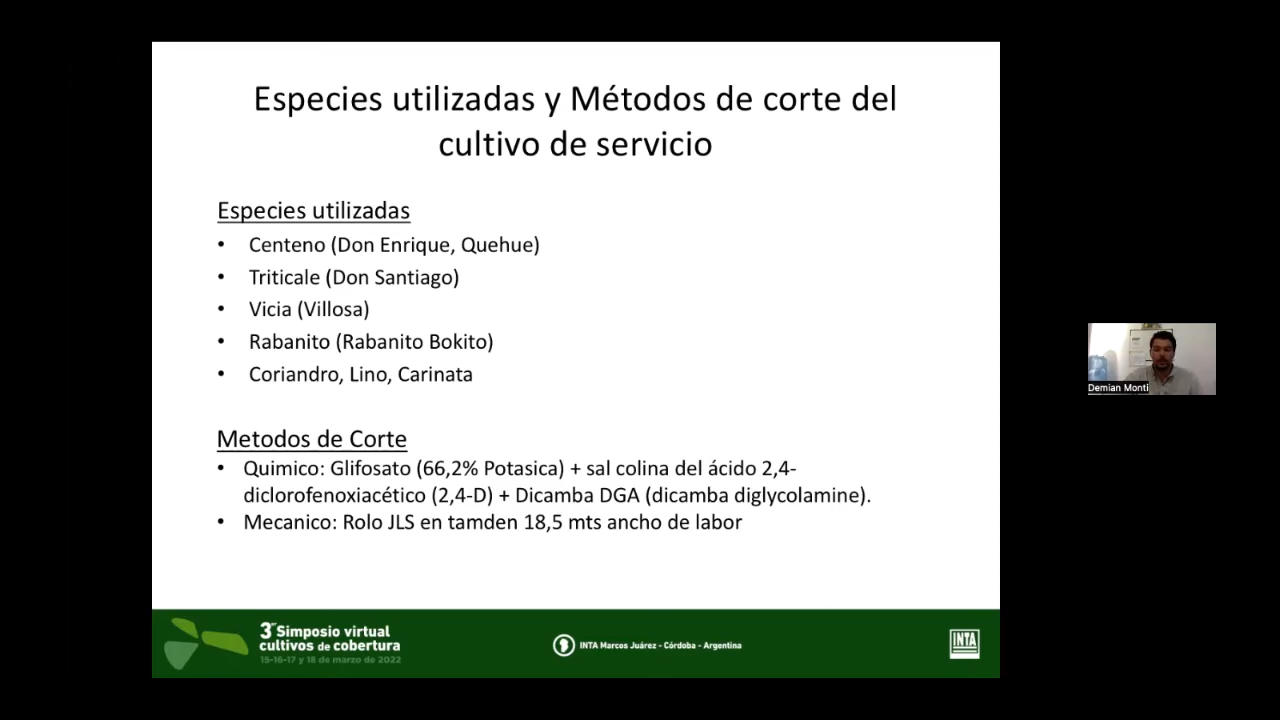 Especies utilizadas y Métodos de corte del
cultivo de servicio
Especies utilizadas
• Centeno (Don Enrique, Quehue)
• Triticale (Don Santiago)
• Vicia (Villosa)
• Rabanito (Rabanito Bokito)
• Coriandro, Lino, Carinata
Metodos de Corte
• Quimico: Glifosato (66,2% Potasica) + sal colina del ácido 2,4-
diclorofenoxiacético (2,4-D) + Dicamba DGA (dicamba diglycolamine).
• Mecanico: Rolo JLS en tamden 18,5 mts ancho de labor
Demian Monti
3er Simposio virtual
cultivos de cobertura
15-16-17 y 18 de marzo de 2022
INTA Marcos Juárez - Córdoba - Argentina
INTA